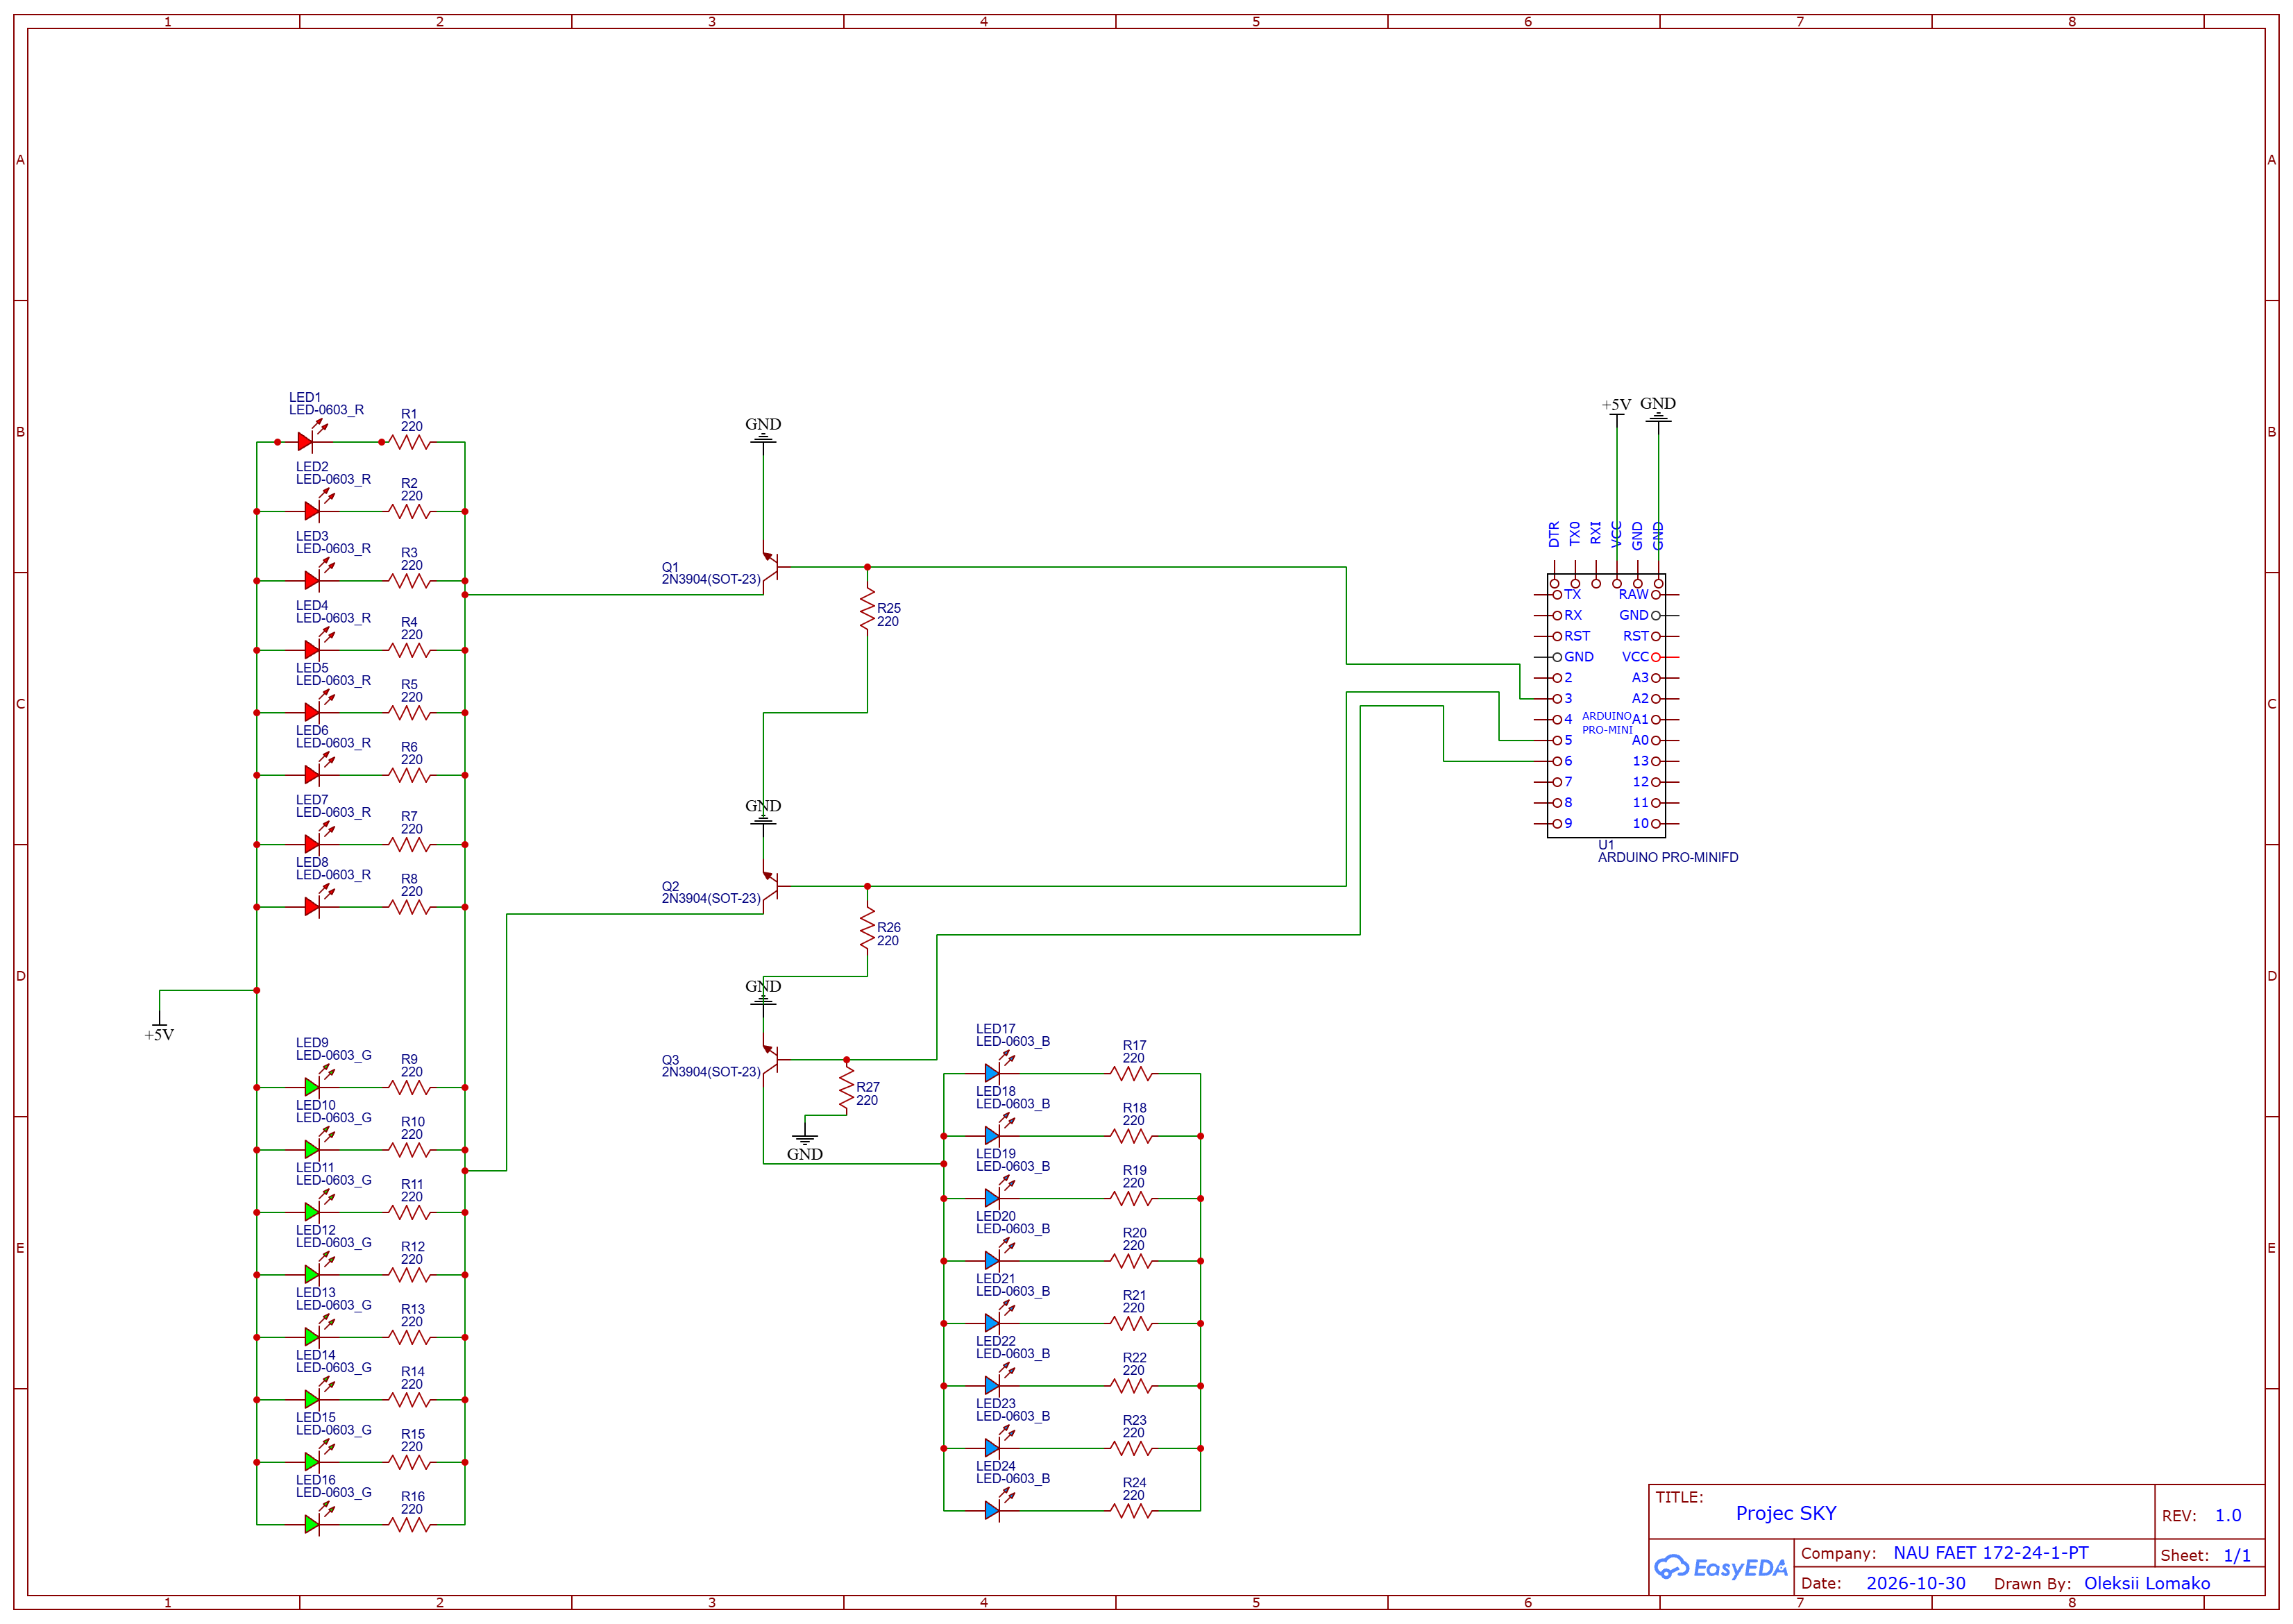 1 2 3 4 5 6 7 8
A A
B B
C C
D D
E E
LED1
LED-0603_R
R1
220
LED2
LED-0603_R
R2
220
LED3
LED-0603_R
R3
220
LED4
LED-0603_R
R4
220
LED5
LED-0603_R
R5
220
LED6
LED-0603_R
R6
220
LED7
LED-0603_R
R7
220
LED8
LED-0603_R
R8
220
+5V
LED9
LED-0603_G
R9
220
LED10
LED-0603_G
R10
220
LED11
LED-0603_G
R11
220
LED12
LED-0603_G
R12
220
LED13
LED-0603_G
R13
220
LED14
LED-0603_G
R14
220
LED15
LED-0603_G
R15
220
LED16
LED-0603_G
R16
220
GND
Q1
2N3904(SOT-23)
R25
220
GND
Q2
2N3904(SOT-23)
R26
220
GND
Q3
2N3904(SOT-23)
R27
220
GND
LED17
LED-0603_B
R17
220
LED18
LED-0603_B
R18
220
LED19
LED-0603_B
R19
220
LED20
LED-0603_B
R20
220
LED21
LED-0603_B
R21
220
LED22
LED-0603_B
R22
220
LED23
LED-0603_B
R23
220
LED24
LED-0603_B
R24
220
+5V GND
DTR TX0 RXI VCC GND GND
TX RAW
RX GND
RST RST
GND VCC
2 A3
3 A2
4 ARDUINO A1
PRO-MINI
5 A0
6 13
7 12
8 11
9 10
U1
ARDUINO PRO-MINIFD
TITLE:
Projec SKY
REV: 1.0
EasyEDA
Company: NAU FAET 172-24-1-PT
Sheet: 1/1
Date: 2026-10-30 Drawn By: Oleksii Lomako
1 2 3 4 5 6 7 8